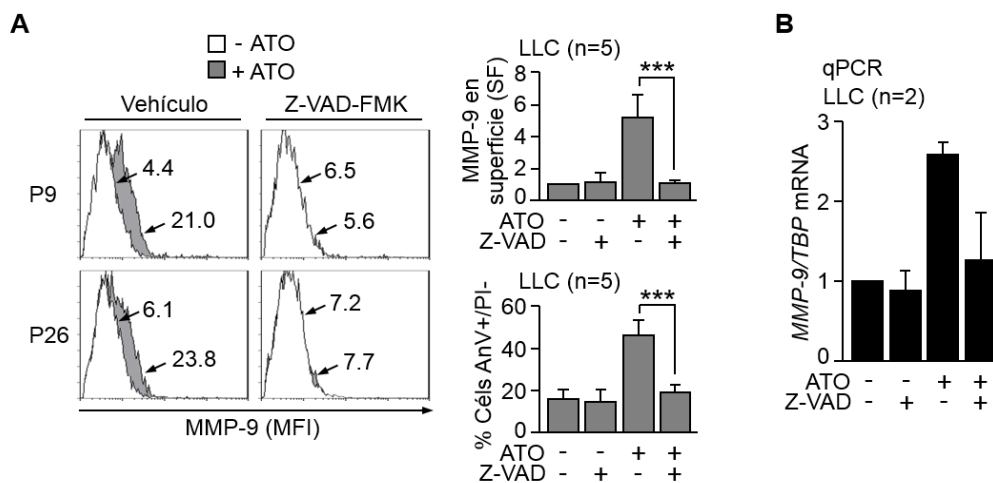 A
- ATO
+ ATO
Vehículo
Z-VAD-FMK
P9
4.4
21.0
6.5
5.6
P26
6.1
23.8
7.2
7.7
MMP-9 (MFI)
LLC (n=5)
***
MMP-9 en
superficie (SF)
8
6
4
2
0
ATO - - + +
Z-VAD - + - +
LLC (n=5)
***
% Céls AnV+/PI-
60
40
20
0
ATO - - + +
Z-VAD - + - +
B
qPCR
LLC (n=2)
MMP-9/TBP mRNA
3
2
1
0
ATO - - + +
Z-VAD - + - +